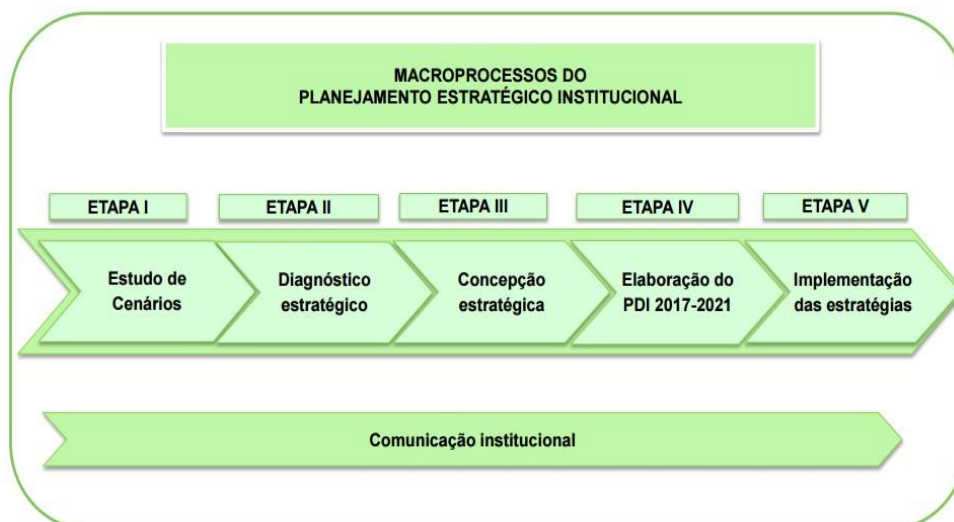 MACROPROCESSOS DO
PLANEJAMENTO ESTRATÉGICO INSTITUCIONAL
ETAPA I
ETAPA II
ETAPA III
ETAPA IV
ETAPA V
Estudo de
Cenários
Diagnóstico
estratégico
Concepção
estratégica
Elaboração do
PDI 2017-2021
Implementação
das estratégias
Comunicação institucional